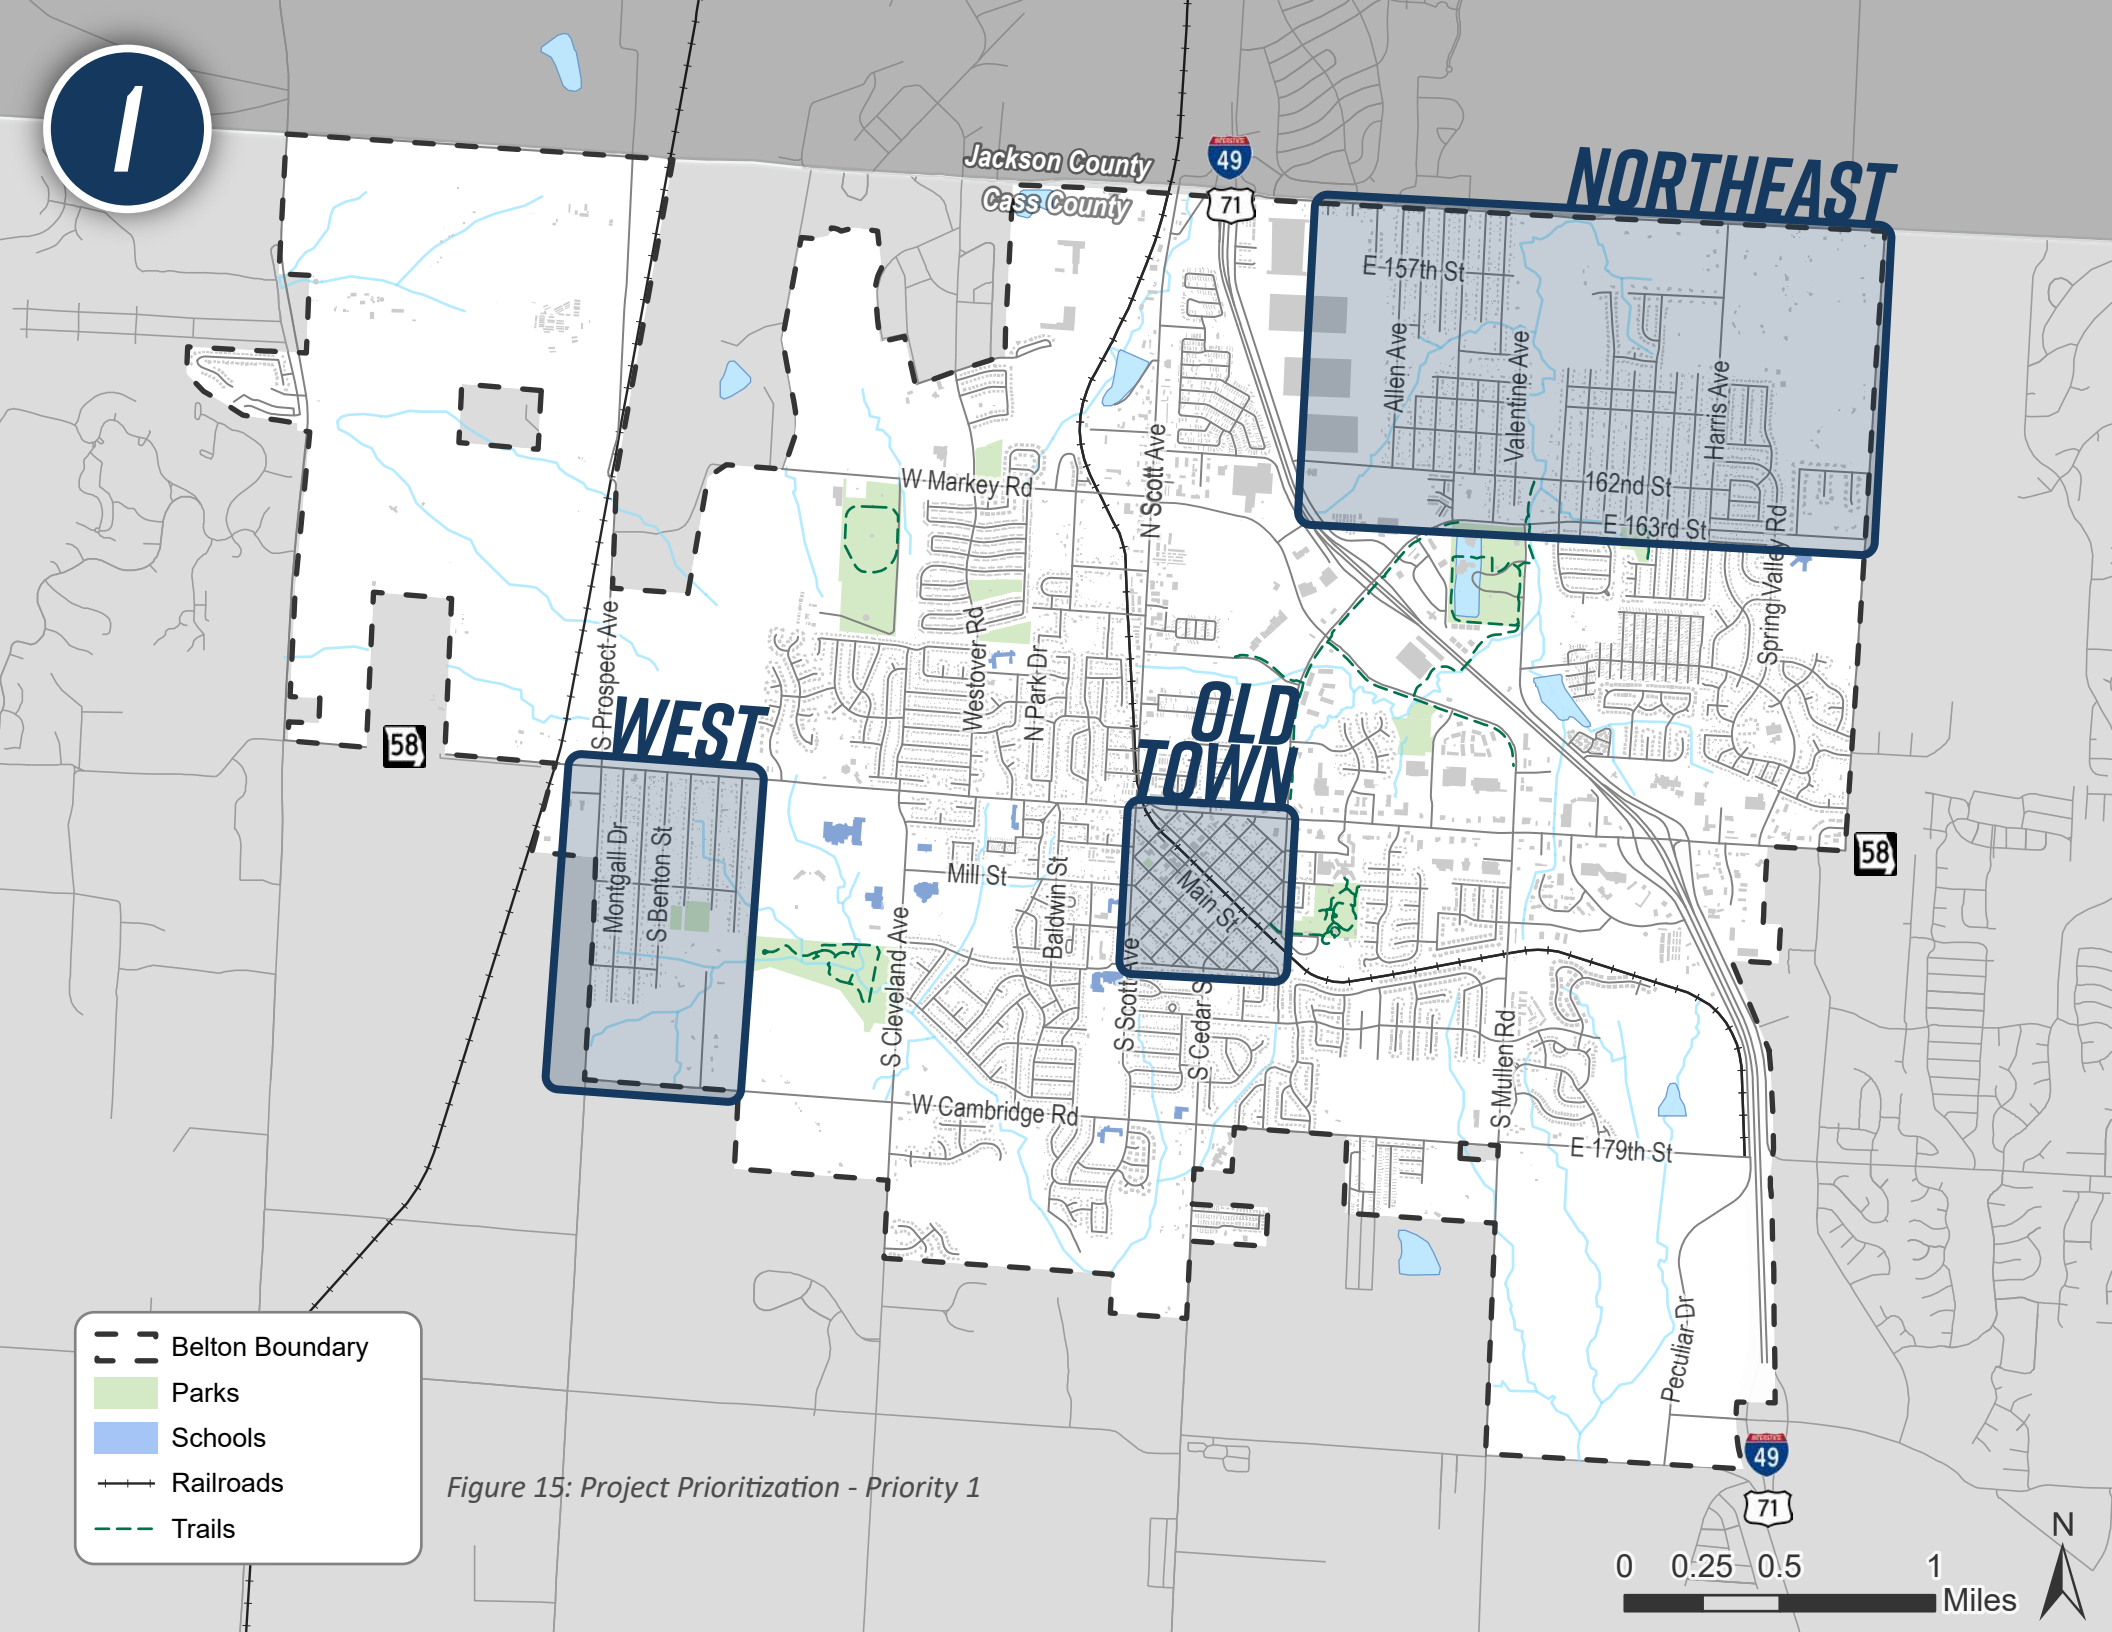 1
Jackson County
Cass County
INTERSTATE
49
71
NORTHEAST
E 157th St
Allen Ave
Valentine Ave
Harris Ave
162nd St
E 163rd St
Spring Valley Rd
W Markey Rd
N Scott Ave
S Prospect Ave
Westover Rd
N Park Dr
58
WEST
OLD
TOWN
Montgall Dr
S Benton St
Mill St
Baldwin St
Main St
58
S Cleveland Ave
S Scott Ave
S Cedar S
S Mullen Rd
W Cambridge Rd
E 179th St
Peculiar Dr
Belton Boundary
Parks
Schools
Railroads
Trails
Figure 15: Project Prioritization - Priority 1
INTERSTATE
49
71
N
0 0.25 0.5 1
Miles